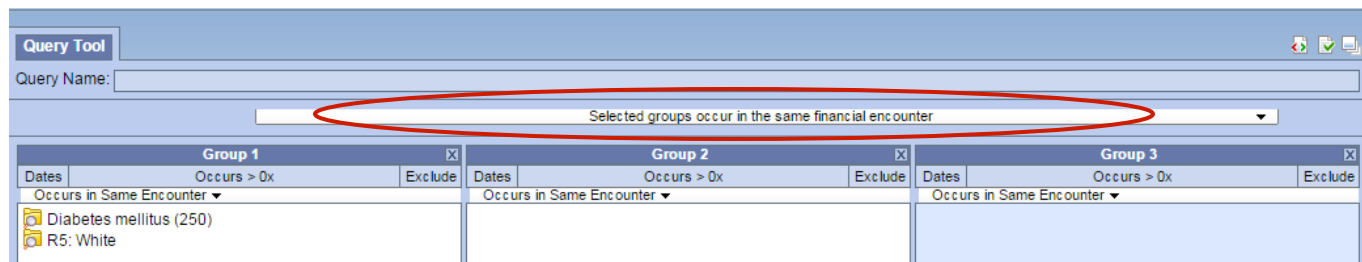 Query Tool
Query Name:
Selected groups occur in the same financial encounter
Group 1 Group 2 Group 3
Dates Occurs > 0x Exclude Dates Occurs > 0x Exclude Dates Occurs > 0x Exclude
Occurs in Same Encounter Occurs in Same Encounter Occurs in Same Encounter
Diabetes mellitus (250)
R5: White